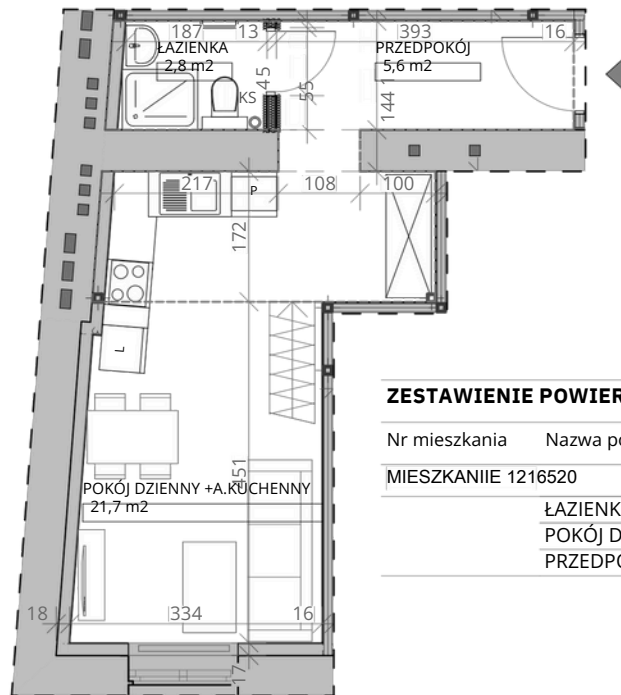 187 13 393 16
ŁAZIENKA
2,8 m2
PRZEDPOKÓJ
5,6 m2
45
55
144
KS
217 P 108 100
172
L
451
POKÓJ DZIENNY +A.KUCHENNY
21,7 m2
18 334 16
17
ZESTAWIENIE POWIER
Nr mieszkania Nazwa po
MIESZKANIIE 1216520
ŁAZIENK
POKÓJ D
PRZEDPO